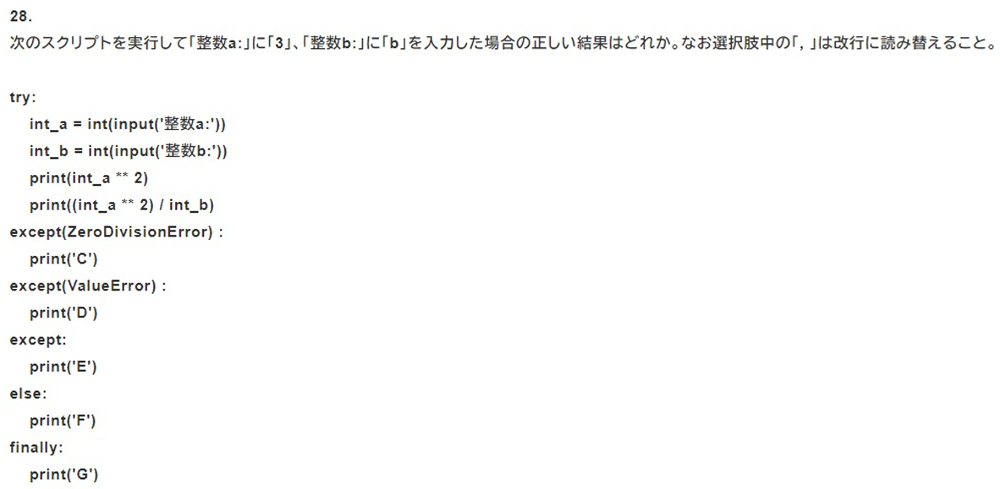 28.
次のスクリプトを実行して「整数a:」に「3」、「整数b:」に「b」を入力した場合の正しい結果はどれか。なお選択肢中の「, 」は改行に読み替えること。
try:
    int_a = int(input('整数a:'))
    int_b = int(input('整数b:'))
    print(int_a ** 2)
    print((int_a ** 2) / int_b)
except(ZeroDivisionError) :
    print('C')
except(ValueError) :
    print('D')
except:
    print('E')
else:
    print('F')
finally:
    print('G')